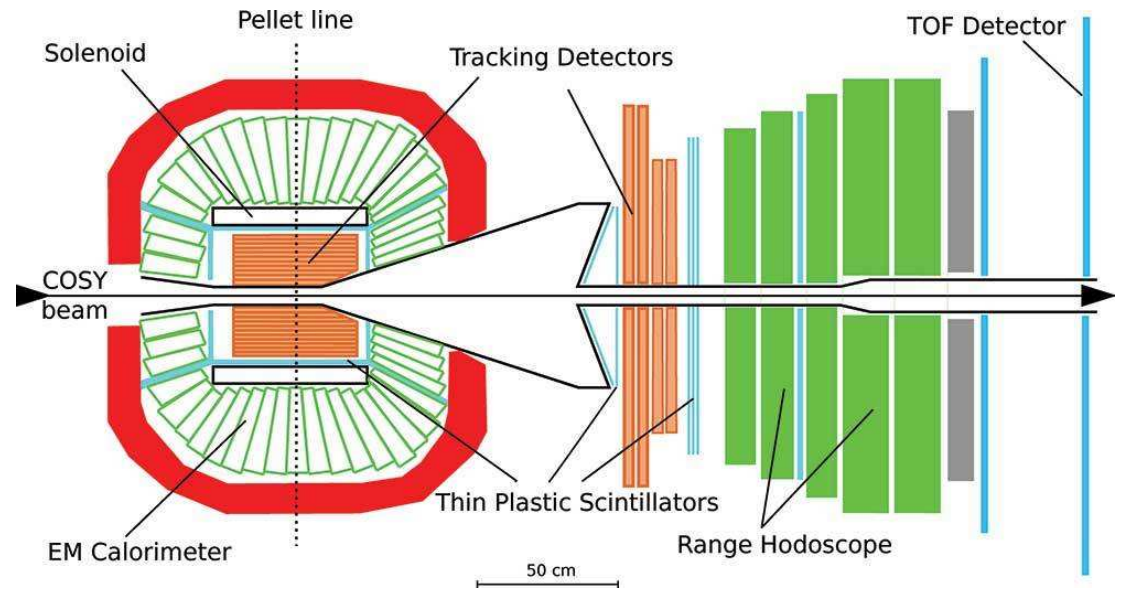 Pellet line
TOF Detector
Solenoid
Tracking Detectors
COSY
beam
Thin Plastic Scintillators
EM Calorimeter
Range Hodoscope
50 cm